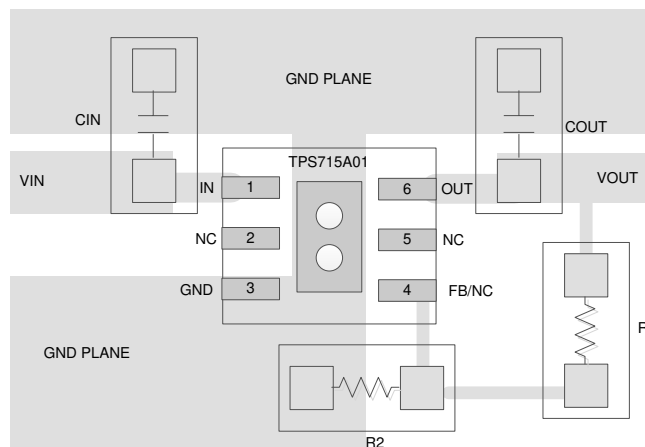 GND PLANE
CIN
COUT
TPS715A01
VIN
IN
1
6
OUT
VOUT
NC
2
5
NC
GND
3
4
FB/NC
GND PLANE
R2